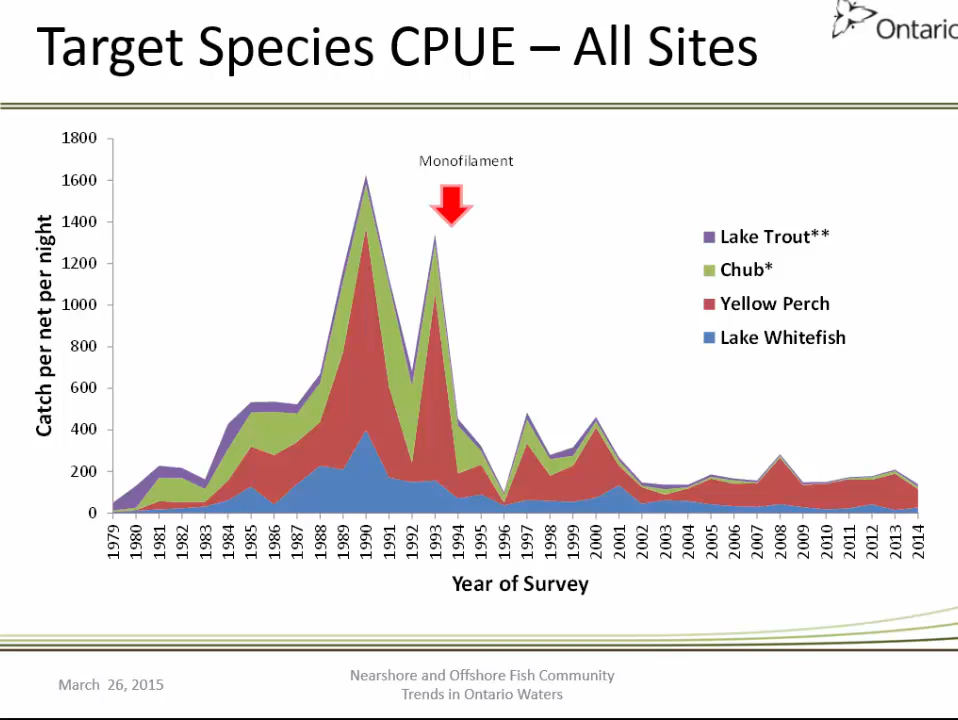 Ontario
Target Species CPUE – All Sites
Catch per net per night
1800
1600
1400
1200
1000
800
600
400
200
0
Monofilament
Lake Trout**
Chub*
Yellow Perch
Lake Whitefish
1979 1980 1981 1982 1983 1984 1985 1986 1987 1988 1989 1990 1991 1992 1993 1994 1995 1996 1997 1998 1999 2000 2001 2002 2003 2004 2005 2006 2007 2008 2009 2010 2011 2012 2013 2014
Year of Survey
March 26, 2015
Nearshore and Offshore Fish Community
Trends in Ontario Waters